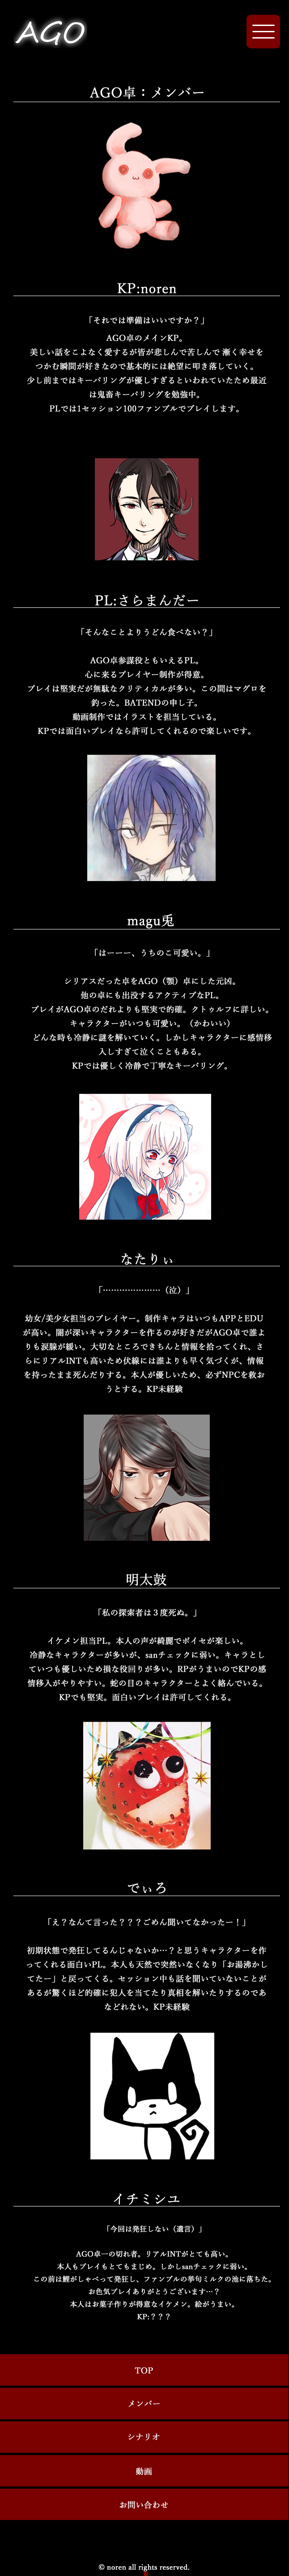 AGO
AGO卓：メンバー
KP:noren
「それでは準備はいいですか？」
AGO卓のメインKP。
美しい話をこよなく愛するが皆が悲しんで苦しんで 漸く幸せを
つかむ瞬間が好きなので基本的には絶望に叩き落していく。
少し前まではキーパリングが優しすぎるといわれていたため最近
は鬼畜キーパリングを勉強中。
PLでは1セッション100ファンブルでプレイします。
PL:さらまんだー
「そんなことよりうどん食べない？」
AGO卓参謀役ともいえるPL。
心に来るプレイヤー制作が得意。
プレイは堅実だが無駄なクリティカルが多い。この間はマグロを
釣った。BATENDの申し子。
動画制作ではイラストを担当している。
KPでは面白いプレイなら許可してくれるので楽しいです。
magu兎
「はーーー、うちのこ可愛い。」
シリアスだった卓をAGO（顎）卓にした元凶。
他の卓にも出没するアクティブなPL。
プレイがAGO卓のだれよりも堅実で的確。クトゥルフに詳しい。
キャラクターがいつも可愛い。（かわいい）
どんな時も冷静に謎を解いていく。しかしキャラクターに感情移
入しすぎて泣くこともある。
KPでは優しく冷静で丁寧なキーパリング。
なたりぃ
「…………………（泣）」
幼女/美少女担当のプレイヤー。制作キャラはいつもAPPとEDU
が高い。闇が深いキャラクターを作るのが好きだがAGO卓で誰よ
りも涙腺が緩い。大切なところできちんと情報を拾ってくれ、さ
らにリアルINTも高いため伏線には誰よりも早く気づくが、情報
を持ったまま死んだりする。本人が優しいため、必ずNPCを救お
うとする。KP未経験
明太鼓
「私の探索者は３度死ぬ。」
イケメン担当PL。本人の声が綺麗でボイセが楽しい。
冷静なキャラクターが多いが、sanチェックに弱い。キャラとし
ていつも優しいため損な役回りが多い。RPがうまいのでKPの感
情移入がやりやすい。蛇の目のキャラクターとよく絡んでいる。
KPでも堅実。面白いプレイは許可してくれる。
でぃろ
「え？なんて言った？？？ごめん聞いてなかったー！」
初期状態で発狂してるんじゃないか…？と思うキャラクターを作
ってくれる面白いPL。本人も天然で突然いなくなり「お湯沸かし
てたー」と戻ってくる。セッション中も話を聞いていないことが
あるが驚くほど的確に犯人を当てたり真相を解いたりするのであ
などれない。KP未経験
イチミシユ
「今回は発狂しない（遺言）」
AGO卓一の切れ者。リアルINTがとても高い。
本人もプレイもとてもまじめ。しかしsanチェックに弱い。
この前は鯉がしゃべって発狂し、ファンブルの挙句ミルクの池に落ちた。
お色気プレイありがとうございます…？
本人はお菓子作りが得意なイケメン。絵がうまい。
KP:？？？
TOP
メンバー
シナリオ
動画
お問い合わせ
© noren all rights reserved.